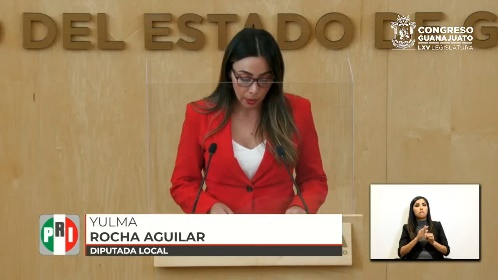 DEL ESTADO DE G
CONGRESO
GUANAJUATO
LXV LEGISLATURA
PRI
YULMA
ROCHA AGUILAR
DIPUTADA LOCAL